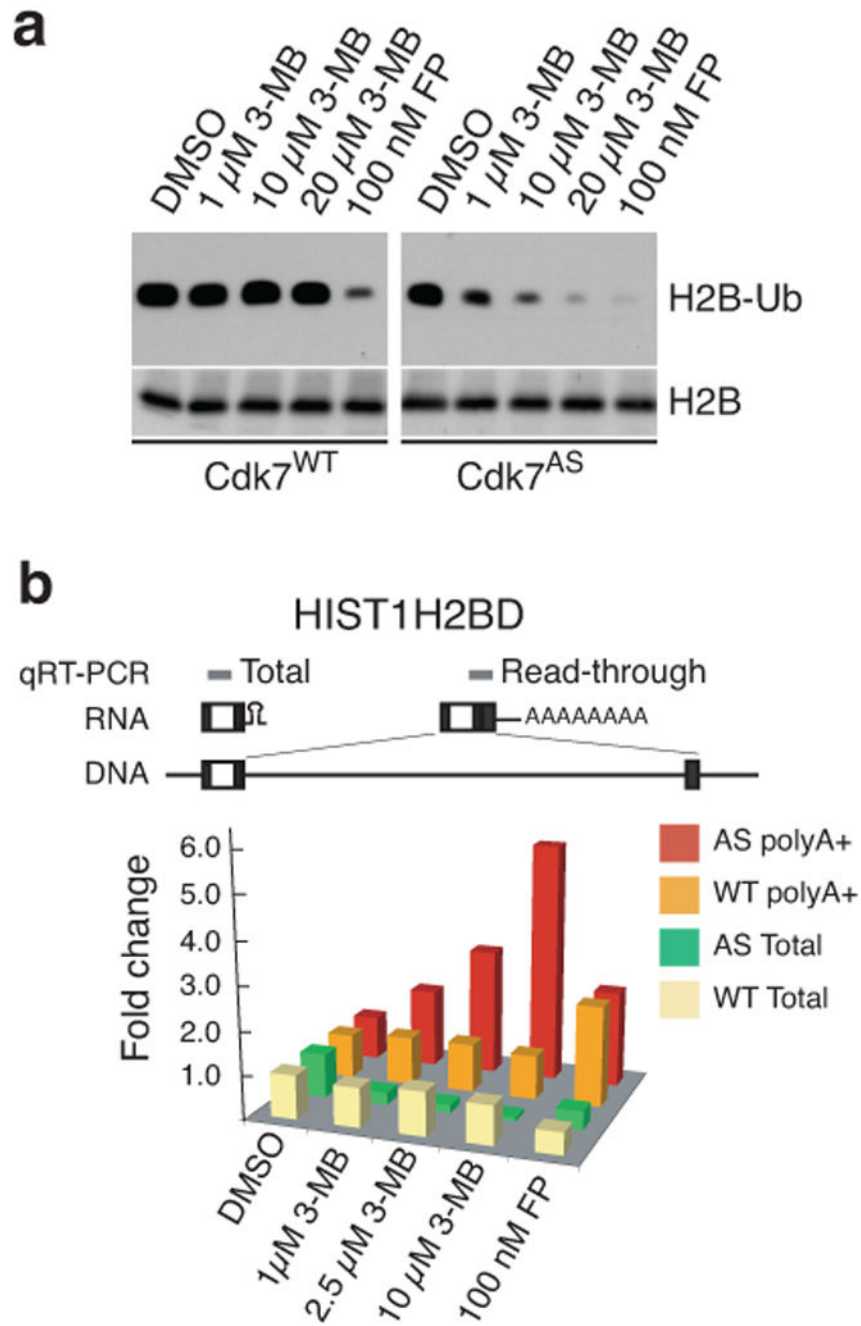 a
DMSO
1 µM 3-MB
10 µM 3-MB
20 µM 3-MB
100 nM FP
DMSO
1 µM 3-MB
10 µM 3-MB
20 µM 3-MB
100 nM FP
H2B-Ub
H2B
Cdk7WT
Cdk7AS
b
HIST1H2BD
qRT-PCR Total Read-through
RNA AAAAAAAA
DNA
Fold change
6.0
5.0
4.0
3.0
2.0
1.0
AS polyA+
WT polyA+
AS Total
WT Total
DMSO
1µM 3-MB
2.5 µM 3-MB
10 µM 3-MB
100 nM FP